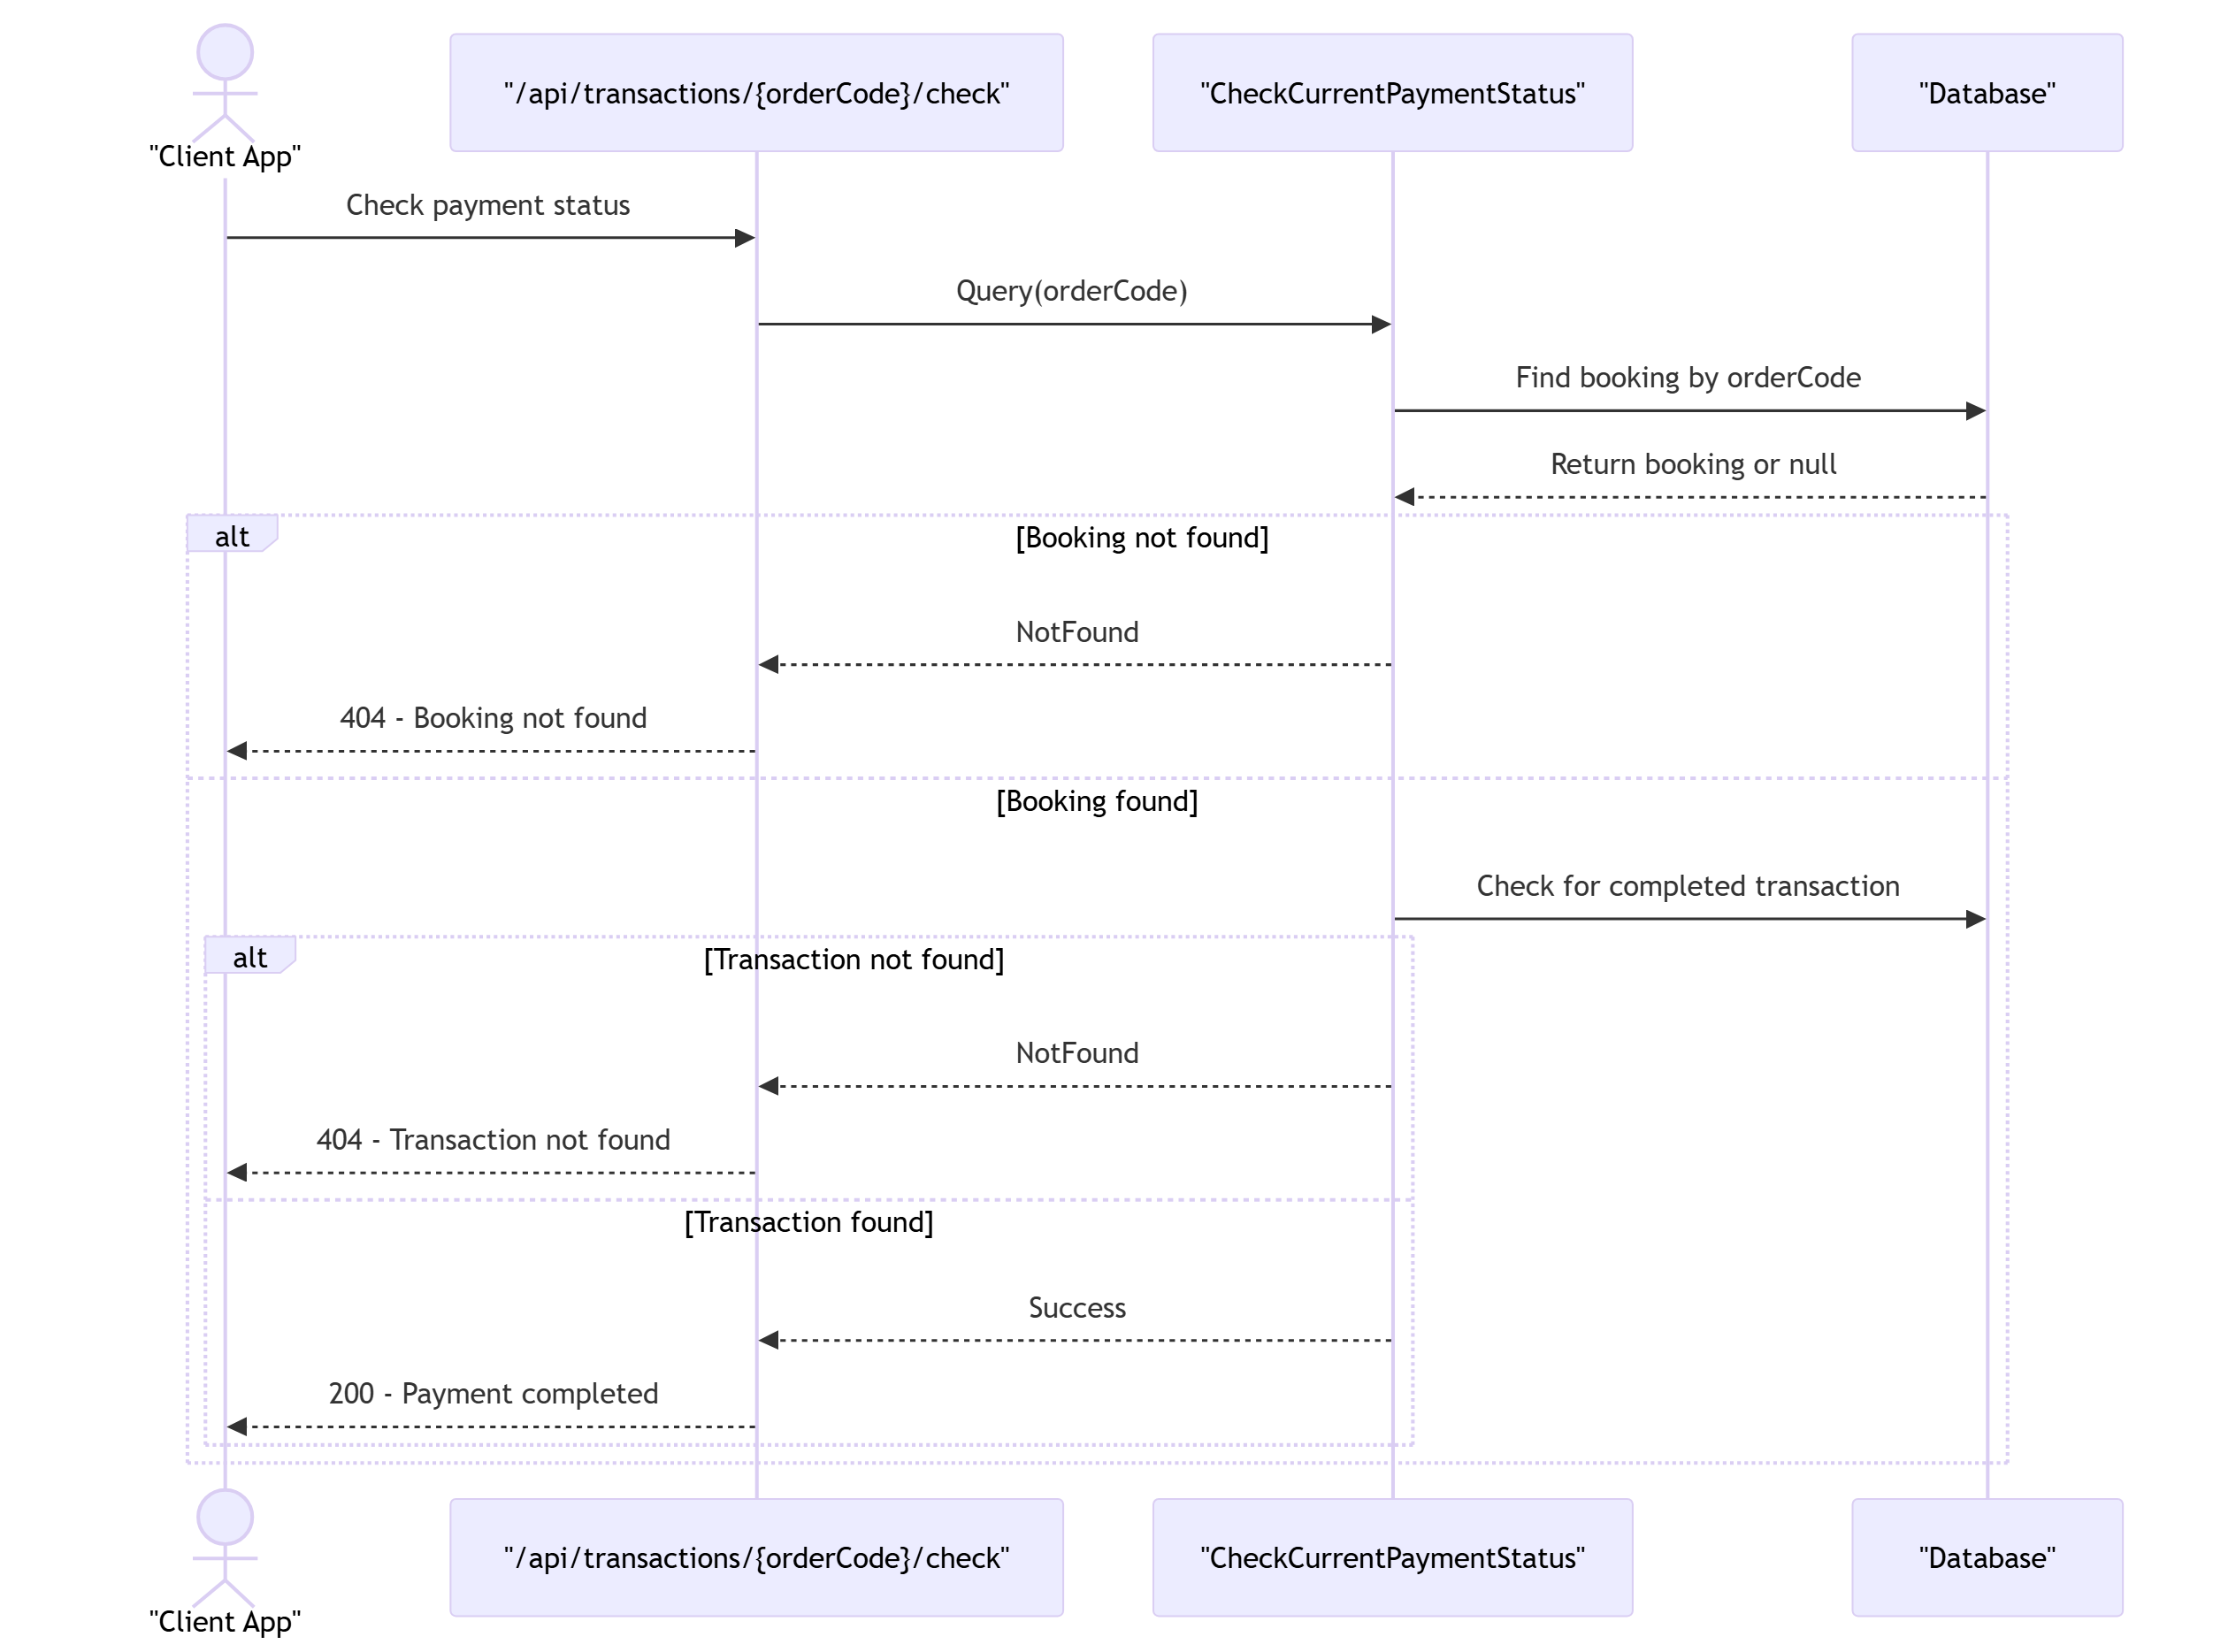 "Client App"
"/api/transactions/{orderCode}/check"
"CheckCurrentPaymentStatus"
"Database"
Check payment status
Query(orderCode)
Find booking by orderCode
Return booking or null
alt
[Booking not found]
NotFound
404 - Booking not found
[Booking found]
Check for completed transaction
alt
[Transaction not found]
NotFound
404 - Transaction not found
[Transaction found]
Success
200 - Payment completed
"Client App"
"/api/transactions/{orderCode}/check"
"CheckCurrentPaymentStatus"
"Database"